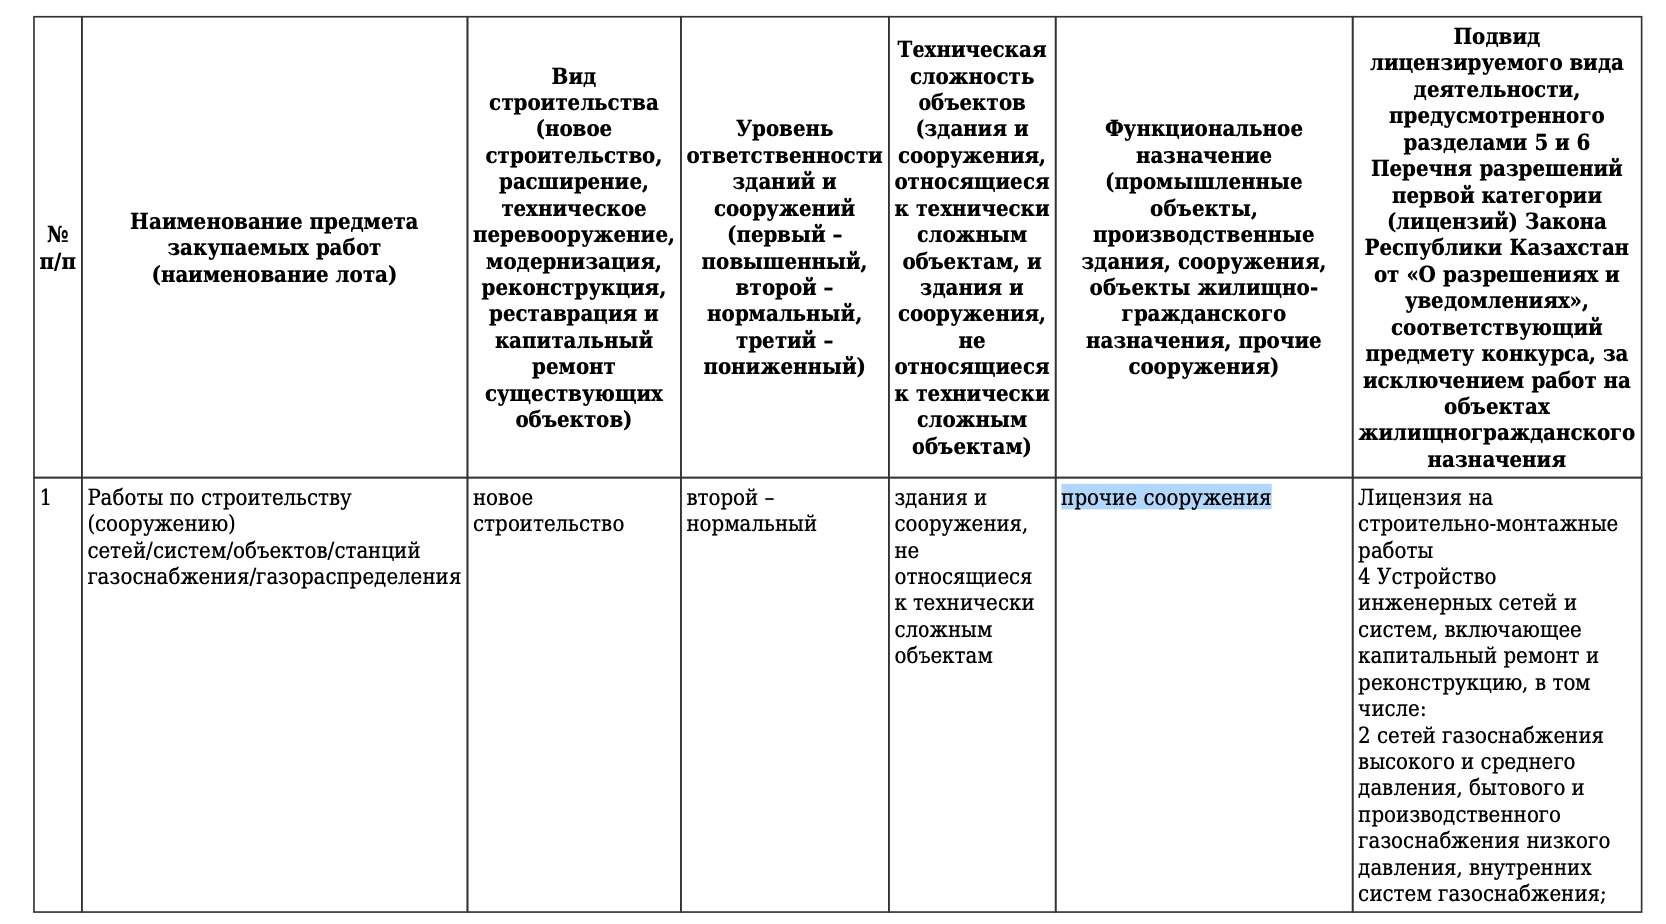 №
п/п
Наименование предмета
закупаемых работ
(наименование лота)
Вид
строительства
(новое
строительство,
расширение,
техническое
перевооружение,
модернизация,
реконструкция,
реставрация и
капитальный
ремонт
существующих
объектов)
Уровень
ответственности
зданий и
сооружений
(первый –
повышенный,
второй –
нормальный,
третий –
пониженный)
Техническая
сложность
объектов
(здания и
сооружения,
относящиеся
к технически
сложным
объектам, и
здания и
сооружения,
не
относящиеся
к технически
сложным
объектам)
Функциональное
назначение
(промышленные
объекты,
производственные
здания, сооружения,
объекты жилищно-
гражданского
назначения, прочие
сооружения)
Подвид
лицензируемого вида
деятельности,
предусмотренного
разделами 5 и 6
Перечня разрешений
первой категории
(лицензий) Закона
Республики Казахстан
от «О разрешениях и
уведомлениях»,
соответствующий
предмету конкурса, за
исключением работ на
объектах
жилищногражданского
назначения
1
Работы по строительству
(сооружению)
сетей/систем/объектов/станций
газоснабжения/газораспределения
новое
строительство
второй –
нормальный
здания и
сооружения,
не
относящиеся
к технически
сложным
объектам
прочие сооружения
Лицензия на
строительно-монтажные
работы
4 Устройство
инженерных сетей и
систем, включающее
капитальный ремонт и
реконструкцию, в том
числе:
2 сетей газоснабжения
высокого и среднего
давления, бытового и
производственного
газоснабжения низкого
давления, внутренних
систем газоснабжения;